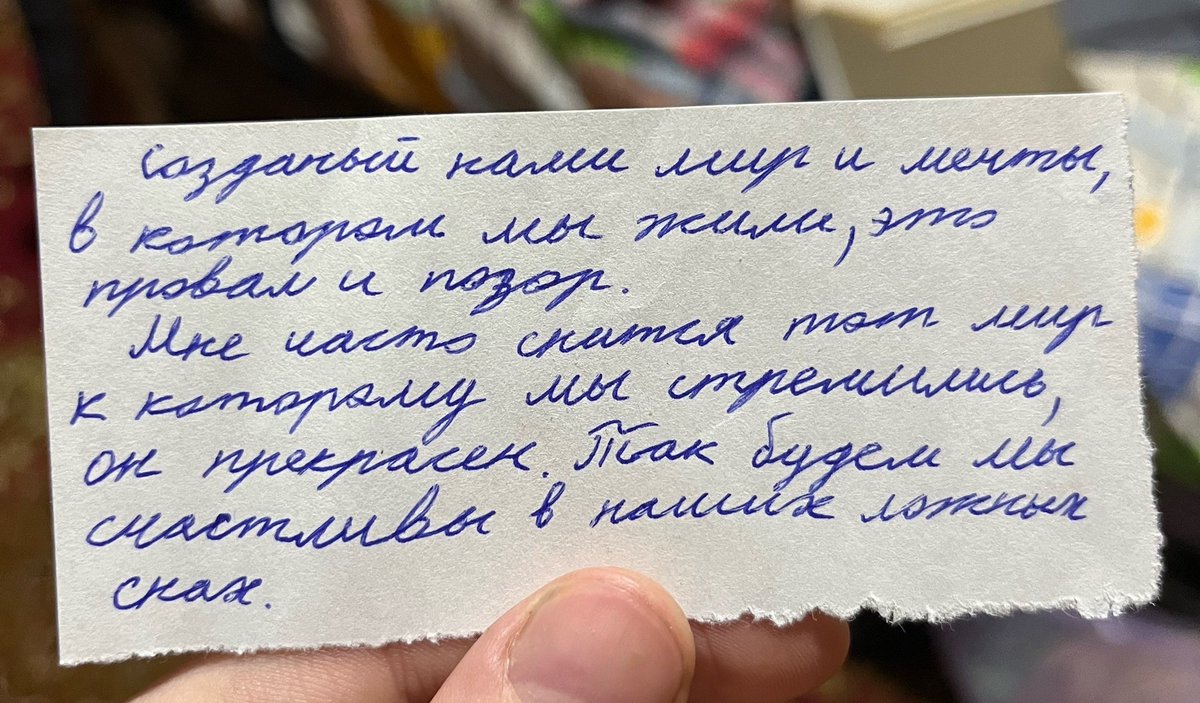 Созданый нами мир и мечты,
в котором мы жили, это
провал и позор.
Мне часто снится тот мир
к которому мы стремились,
он прекрасен. Так будем мы
счастливы в наших ложных
снах.